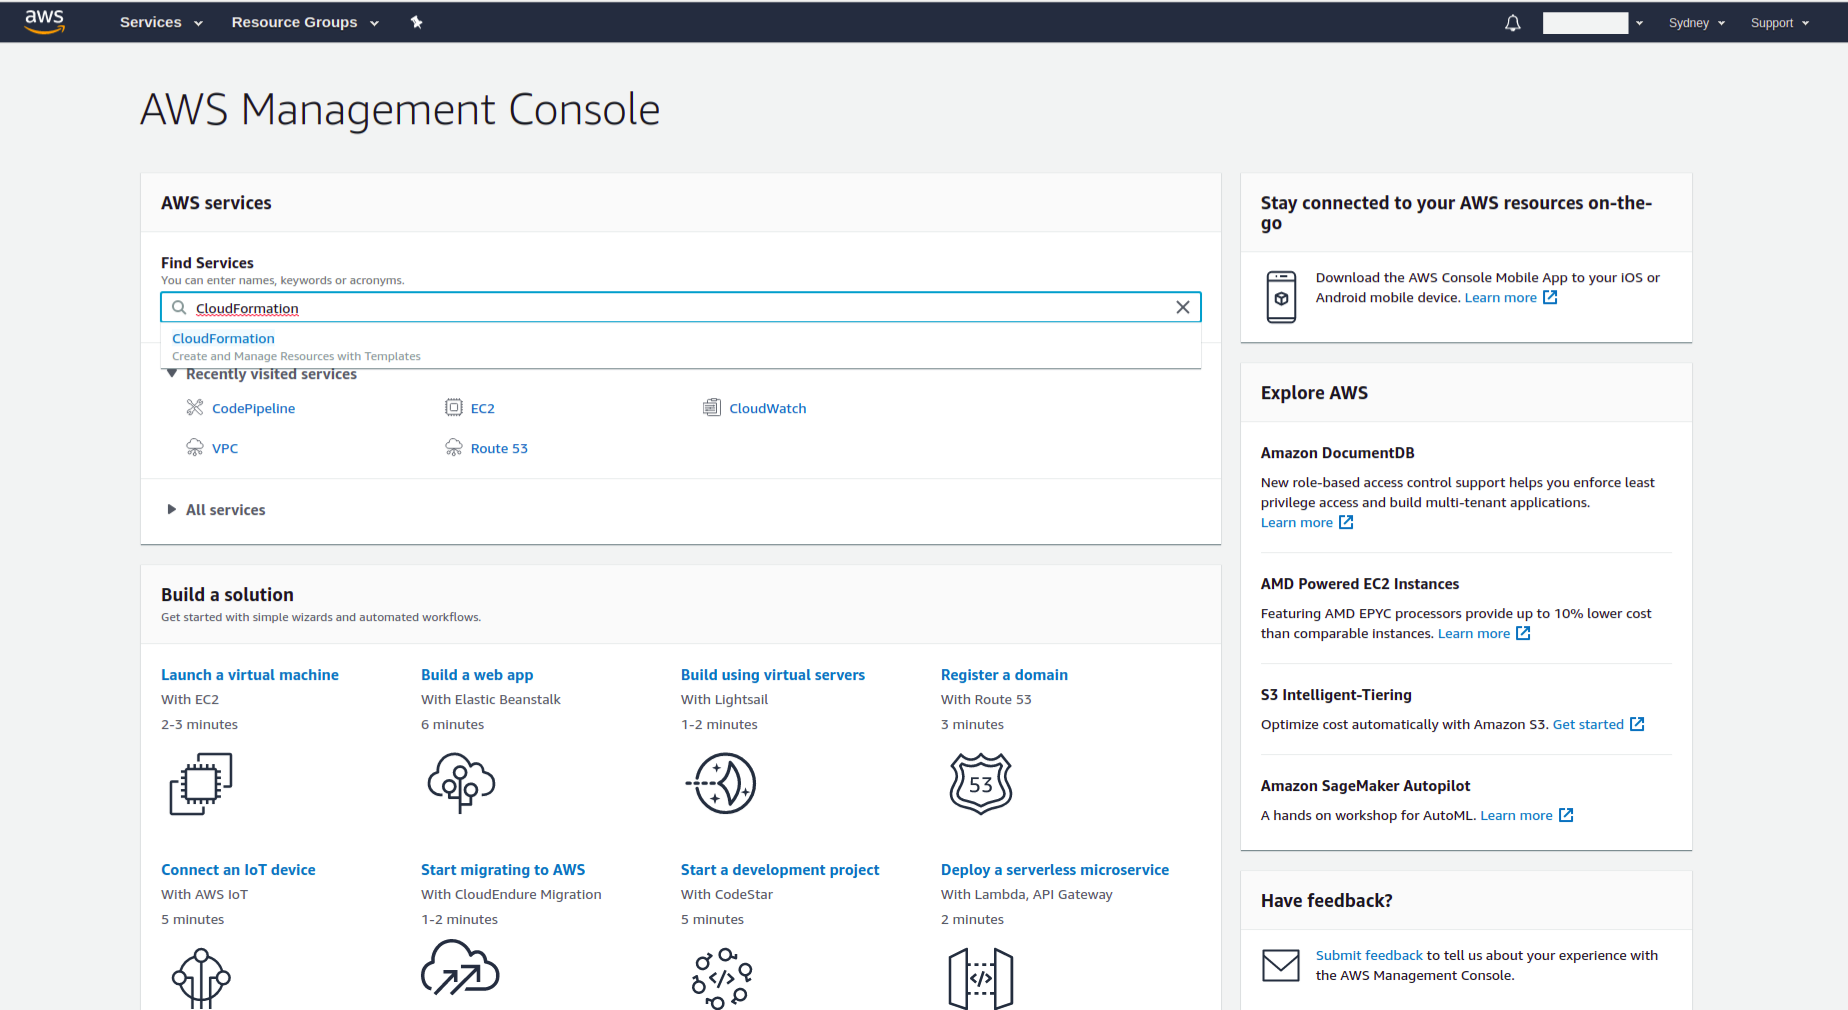 aws Services Resource Groups Sydney Support
AWS Management Console
AWS services
Find Services
You can enter names, keywords or acronyms.
CloudFormation
CloudFormation
Create and Manage Resources with Templates
Recently visited services
CodePipeline EC2 CloudWatch
VPC Route 53
All services
Build a solution
Get started with simple wizards and automated workflows.
Launch a virtual machine
With EC2
2-3 minutes
Build a web app
With Elastic Beanstalk
6 minutes
Build using virtual servers
With Lightsail
1-2 minutes
Register a domain
With Route 53
3 minutes
53
Connect an IoT device
With AWS IoT
5 minutes
Start migrating to AWS
With CloudEndure Migration
1-2 minutes
Start a development project
With CodeStar
5 minutes
</>
Deploy a serverless microservice
With Lambda, API Gateway
2 minutes
</>
Stay connected to your AWS resources on-the-
go
Download the AWS Console Mobile App to your iOS or
Android mobile device. Learn more
Explore AWS
Amazon DocumentDB
New role-based access control support helps you enforce least
privilege access and build multi-tenant applications.
Learn more
AMD Powered EC2 Instances
Featuring AMD EPYC processors provide up to 10% lower cost
than comparable instances. Learn more
S3 Intelligent-Tiering
Optimize cost automatically with Amazon S3. Get started
Amazon SageMaker Autopilot
A hands on workshop for AutoML. Learn more
Have feedback?
Submit feedback to tell us about your experience with
the AWS Management Console.